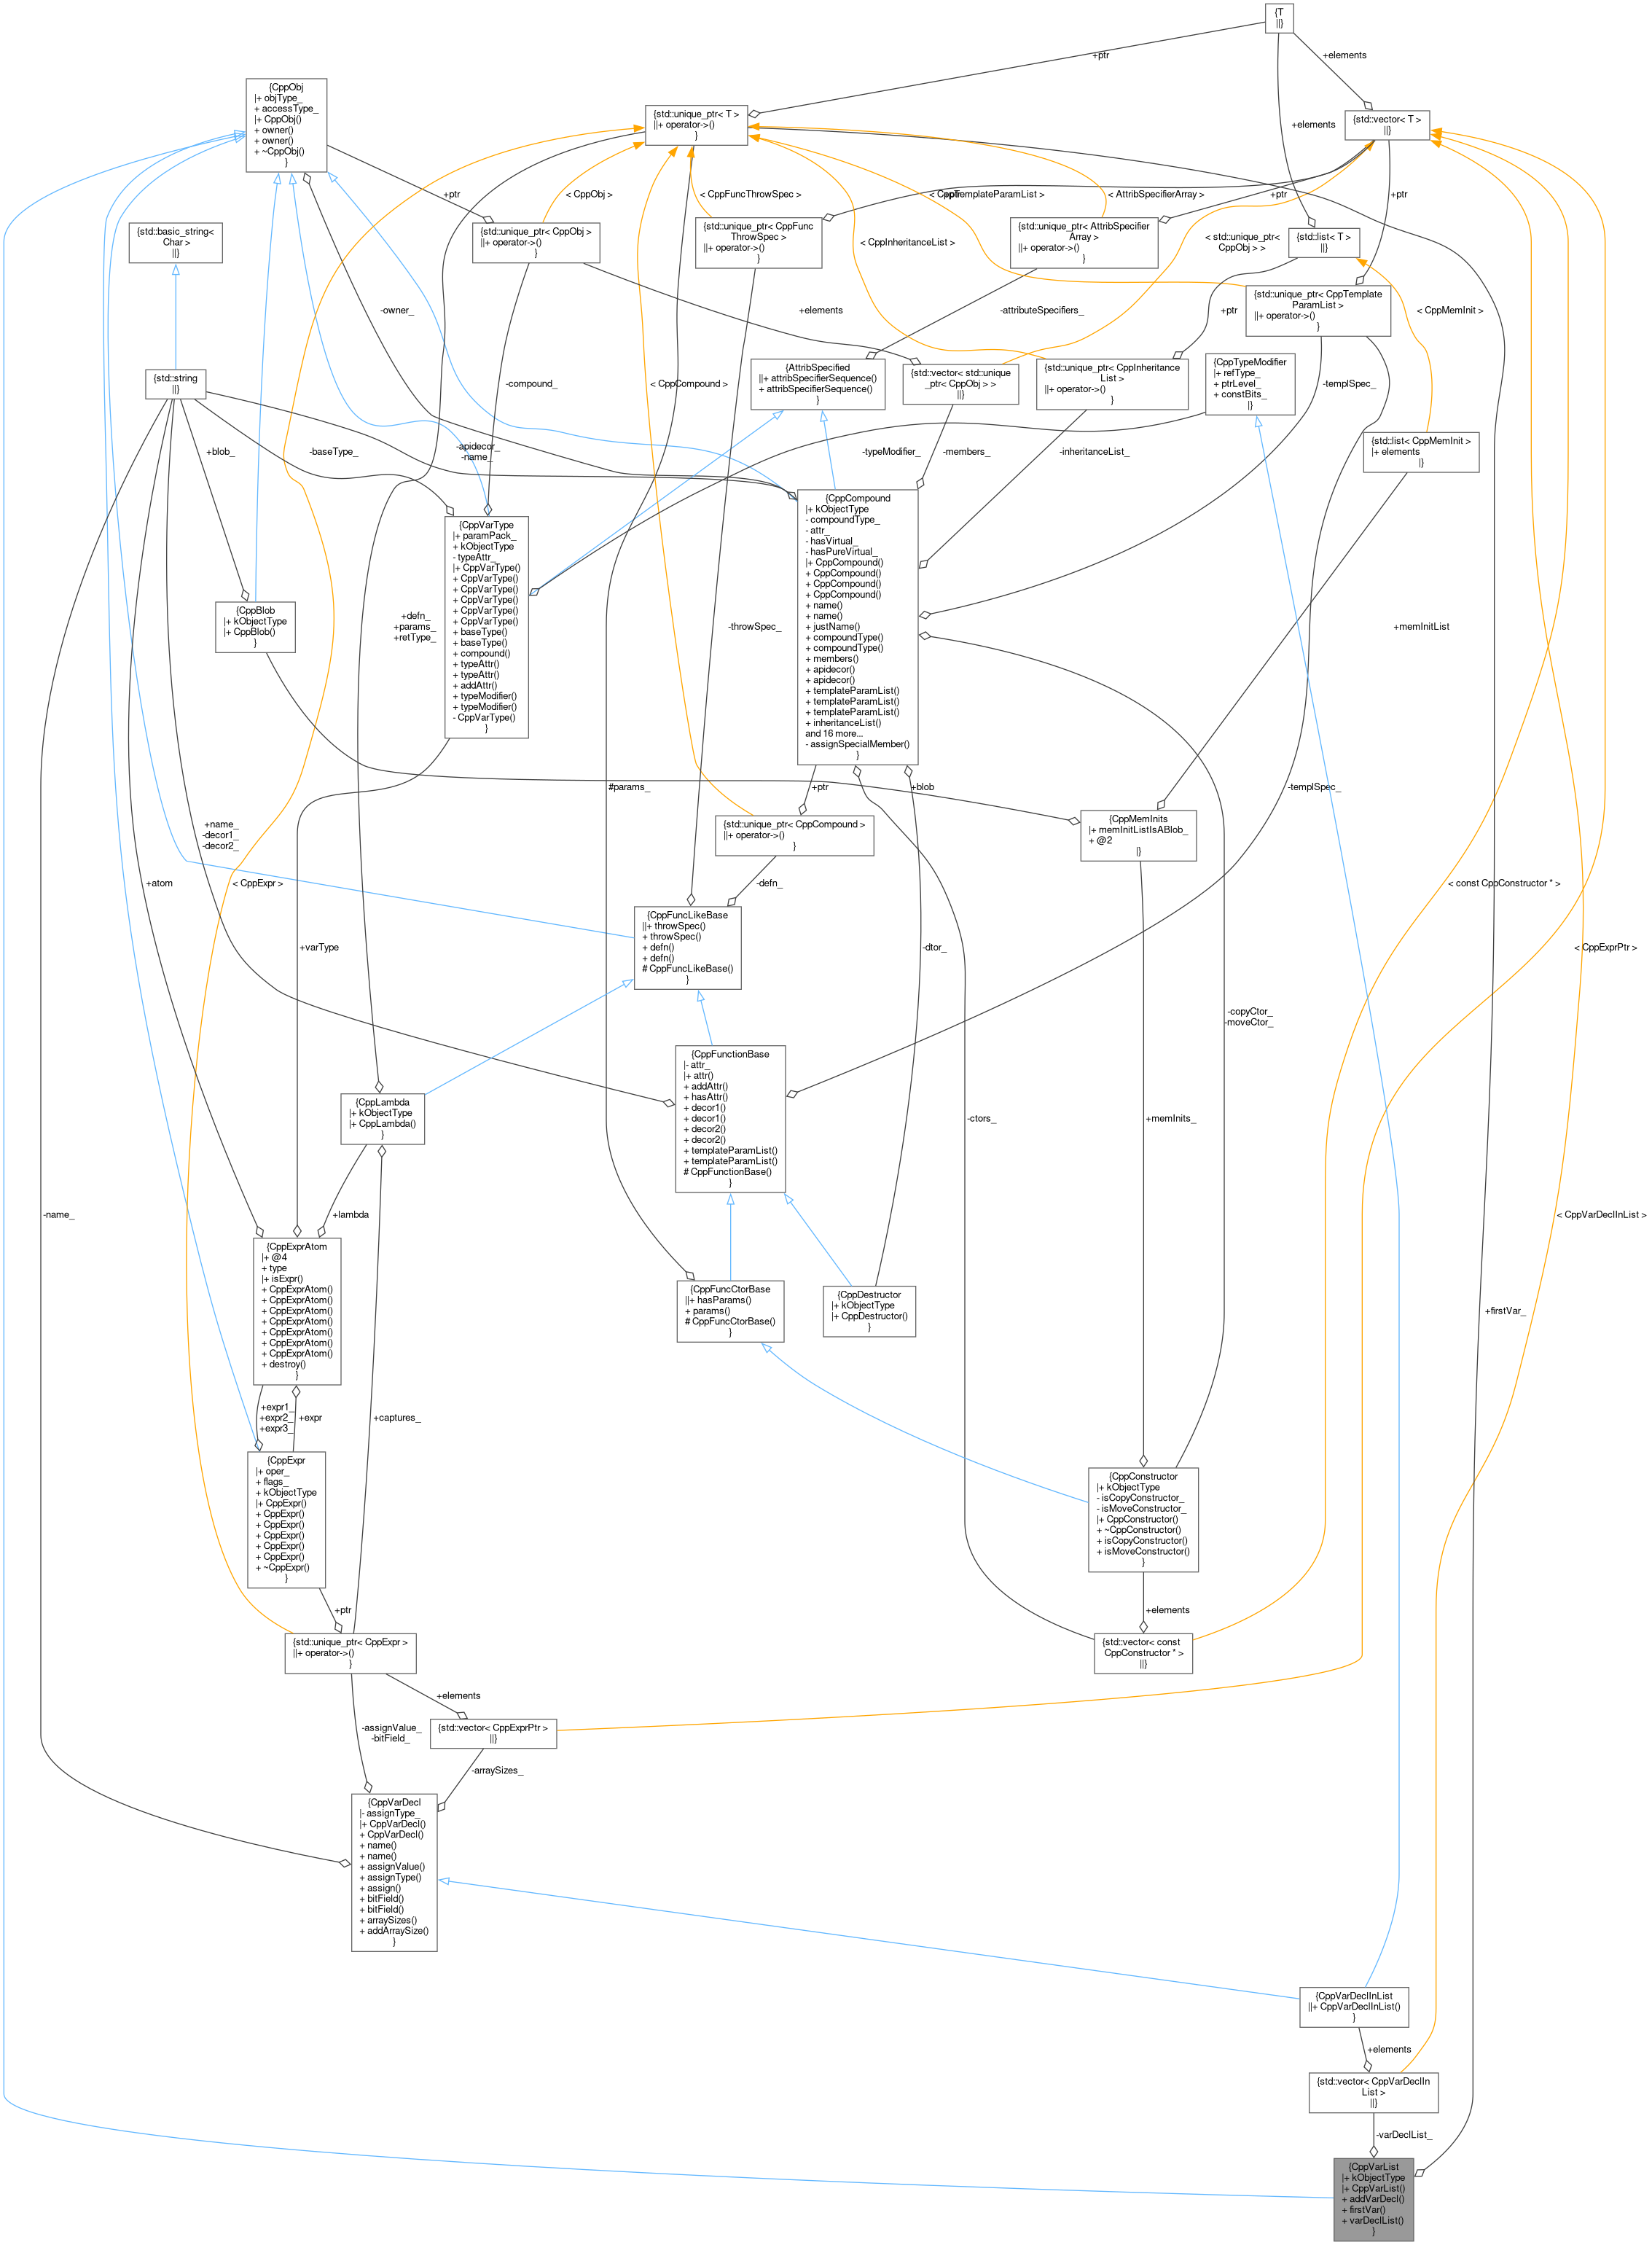 {T
||}
+ptr
+elements
{CppObj
|+ objType_
+ accessType_
|+ CppObj()
+ owner()
+ owner()
+ ~CppObj()
}
{std::unique_ptr< T >
||+ operator->()
}
{std::vector< T >
||}
+elements
+ptr
< CppObj >
< CppFuncThrowSpec >
< CppTemplateParamList >
< AttribSpecifierArray >
+ptr
+ptr
{std::basic_string<
Char >
||}
{std::unique_ptr< CppObj >
||+ operator->()
}
{std::unique_ptr< CppFunc
ThrowSpec >
||+ operator->()
}
< CppInheritanceList >
{std::unique_ptr< AttribSpecifier
Array >
||+ operator->()
}
< std::unique_ptr<
CppObj > >
{std::list< T >
||}
{std::unique_ptr< CppTemplate
ParamList >
||+ operator->()
}
-owner_
+elements
-attributeSpecifiers_
+ptr
< CppMemInit >
{std::string
||}
-compound_
< CppCompound >
{AttribSpecified
||+ attribSpecifierSequence()
+ attribSpecifierSequence()
}
{std::vector< std::unique
_ptr< CppObj > >
||}
{std::unique_ptr< CppInheritance
List >
||+ operator->()
}
{CppTypeModifier
|+ refType_
+ ptrLevel_
+ constBits_
|}
-templSpec_
+blob_
-baseType_
-apidecor_
-name_
-typeModifier_
-members_
-inheritanceList_
{std::list< CppMemInit >
|+ elements
|}
{CppVarType
|+ paramPack_
+ kObjectType
- typeAttr_
|+ CppVarType()
+ CppVarType()
+ CppVarType()
+ CppVarType()
+ CppVarType()
+ CppVarType()
+ baseType()
+ baseType()
+ compound()
+ typeAttr()
+ typeAttr()
+ addAttr()
+ typeModifier()
+ typeModifier()
- CppVarType()
}
{CppCompound
|+ kObjectType
- compoundType_
- attr_
- hasVirtual_
- hasPureVirtual_
|+ CppCompound()
+ CppCompound()
+ CppCompound()
+ CppCompound()
+ name()
+ name()
+ justName()
+ compoundType()
+ compoundType()
+ members()
+ apidecor()
+ apidecor()
+ templateParamList()
+ templateParamList()
+ templateParamList()
+ inheritanceList()
and 16 more...
- assignSpecialMember()
}
{CppBlob
|+ kObjectType
|+ CppBlob()
}
+defn_
+params_
+retType_
-throwSpec_
+memInitList
#params_
+ptr
+blob
-templSpec_
+name_
-decor1_
-decor2_
{std::unique_ptr< CppCompound >
||+ operator->()
}
{CppMemInits
|+ memInitListIsABlob_
+ @2
|}
+atom
< CppExpr >
-defn_
< const CppConstructor * >
{CppFuncLikeBase
||+ throwSpec()
+ throwSpec()
+ defn()
+ defn()
# CppFuncLikeBase()
}
+varType
-dtor_
< CppExprPtr >
-copyCtor_
-moveCtor_
{CppFunctionBase
|- attr_
|+ attr()
+ addAttr()
+ hasAttr()
+ decor1()
+ decor1()
+ decor2()
+ decor2()
+ templateParamList()
+ templateParamList()
# CppFunctionBase()
}
{CppLambda
|+ kObjectType
|+ CppLambda()
}
-ctors_
+memInits_
-name_
+lambda
< CppVarDeclInList >
{CppExprAtom
|+ @4
+ type
|+ isExpr()
+ CppExprAtom()
+ CppExprAtom()
+ CppExprAtom()
+ CppExprAtom()
+ CppExprAtom()
+ CppExprAtom()
+ CppExprAtom()
+ destroy()
}
{CppFuncCtorBase
||+ hasParams()
+ params()
# CppFuncCtorBase()
}
{CppDestructor
|+ kObjectType
|+ CppDestructor()
}
+firstVar_
+expr1_
+expr2_
+expr3_
+expr
+captures_
{CppExpr
|+ oper_
+ flags_
+ kObjectType
|+ CppExpr()
+ CppExpr()
+ CppExpr()
+ CppExpr()
+ CppExpr()
+ CppExpr()
+ ~CppExpr()
}
{CppConstructor
|+ kObjectType
- isCopyConstructor_
- isMoveConstructor_
|+ CppConstructor()
+ ~CppConstructor()
+ isCopyConstructor()
+ isMoveConstructor()
}
+ptr
+elements
{std::unique_ptr< CppExpr >
||+ operator->()
}
{std::vector< const
CppConstructor * >
||}
+elements
-assignValue_
-bitField_
{std::vector< CppExprPtr >
||}
-arraySizes_
{CppVarDecl
|- assignType_
|+ CppVarDecl()
+ CppVarDecl()
+ name()
+ name()
+ assignValue()
+ assignType()
+ assign()
+ bitField()
+ bitField()
+ arraySizes()
+ addArraySize()
}
{CppVarDeclInList
||+ CppVarDeclInList()
}
+elements
{std::vector< CppVarDeclIn
List >
||}
-varDeclList_
{CppVarList
|+ kObjectType
|+ CppVarList()
+ addVarDecl()
+ firstVar()
+ varDeclList()
}